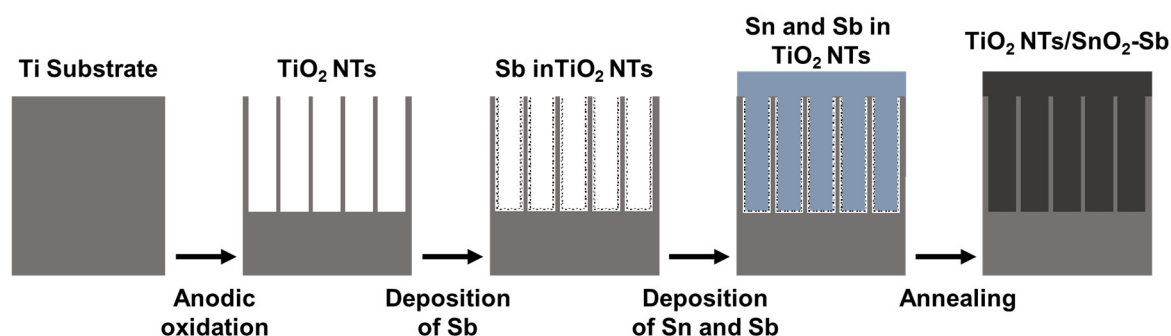 Ti Substrate
TiO₂ NTs
Sb inTiO₂ NTs
Sn and Sb in
TiO₂ NTs
TiO₂ NTs/SnO₂-Sb
Anodic
oxidation
Deposition
of Sb
Deposition
of Sn and Sb
Annealing